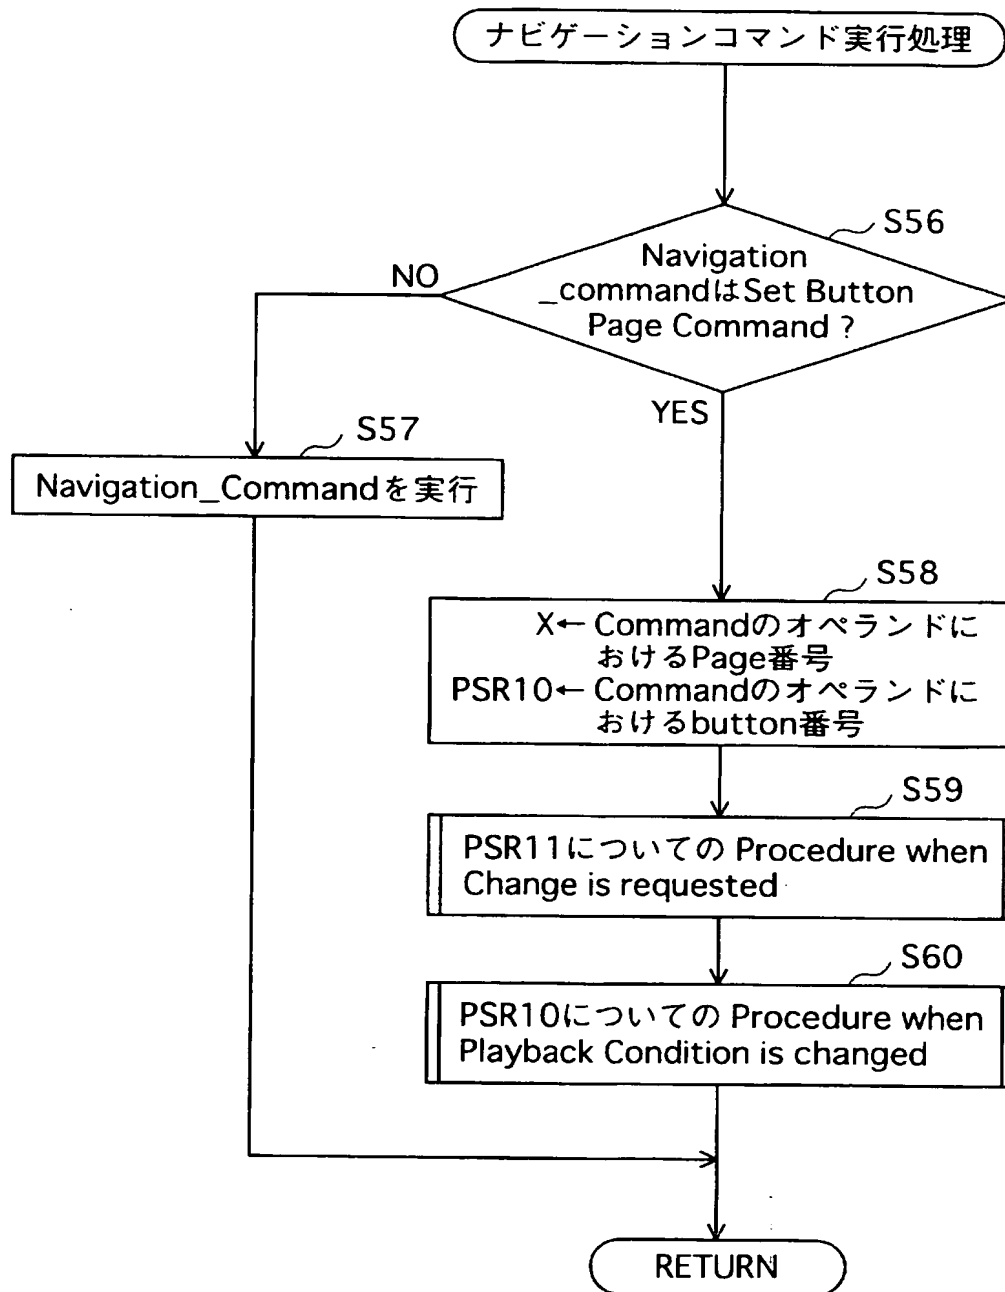 ナビゲーションコマンド実行処理
S56
Navigation
_commandはSet Button
Page Command ?
NO
YES
S57
Navigation_Commandを実行
S58
X← Commandのオペランドに
おけるPage番号
PSR10← Commandのオペランドに
おけるbutton番号
S59
PSR11についての Procedure when
Change is requested
S60
PSR10についての Procedure when
Playback Condition is changed
RETURN